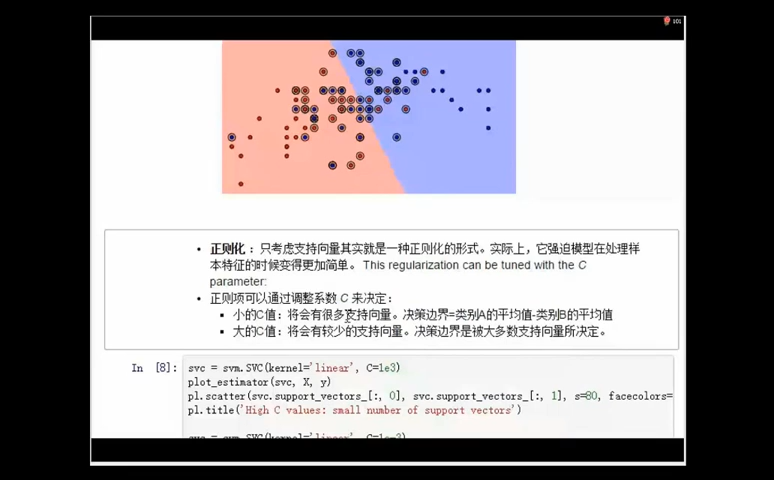 101
• 正则化 ：只考虑支持向量其实就是一种正则化的形式。实际上，它强迫模型在处理样
本特征的时候变得更加简单。 This regularization can be tuned with the C
parameter:
• 正则项可以通过调整系数 C 来决定：
▪ 小的C值：将会有很多支持向量。决策边界=类别A的平均值-类别B的平均值
▪ 大的C值：将会有较少的支持向量。决策边界是被大多数支持向量所决定。
In [8]: svc = svm.SVC(kernel='linear', C=1e3)
plot_estimator(svc, X, y)
pl.scatter(svc.support_vectors_[:, 0], svc.support_vectors_[:, 1], s=80, facecolors=
pl.title('High C values: small number of support vectors')
svc = svm.SVC(kernel='linear', C=1e-3)